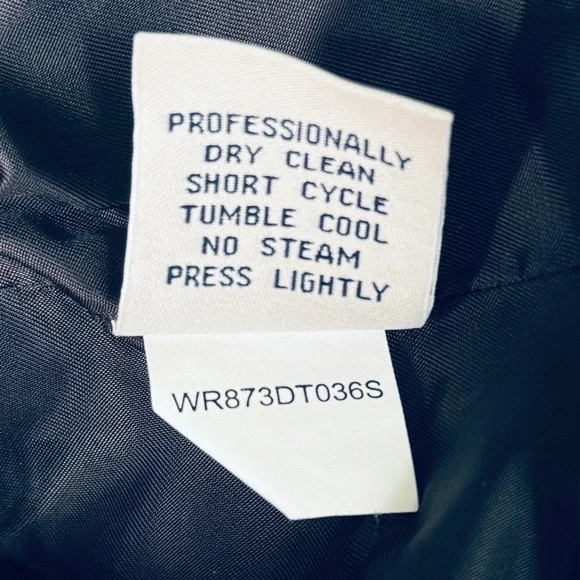 PROFESSIONALLY
DRY CLEAN
SHORT CYCLE
TUMBLE COOL
NO STEAM
PRESS LIGHTLY
WR873DT036S